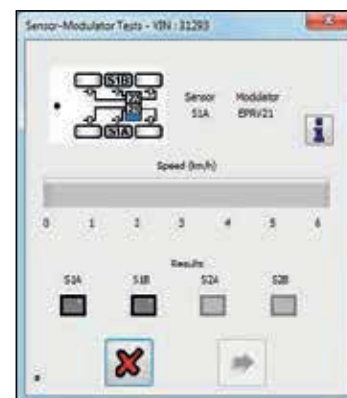 Sensor-Modulator Tests - VIN : 31293
S1B
S1A
Sensor Modulator
S1A EPRV21
i
Speed (km/h)
0 1 2 3 4 5 6
Results
S1A S1B S2A S2B